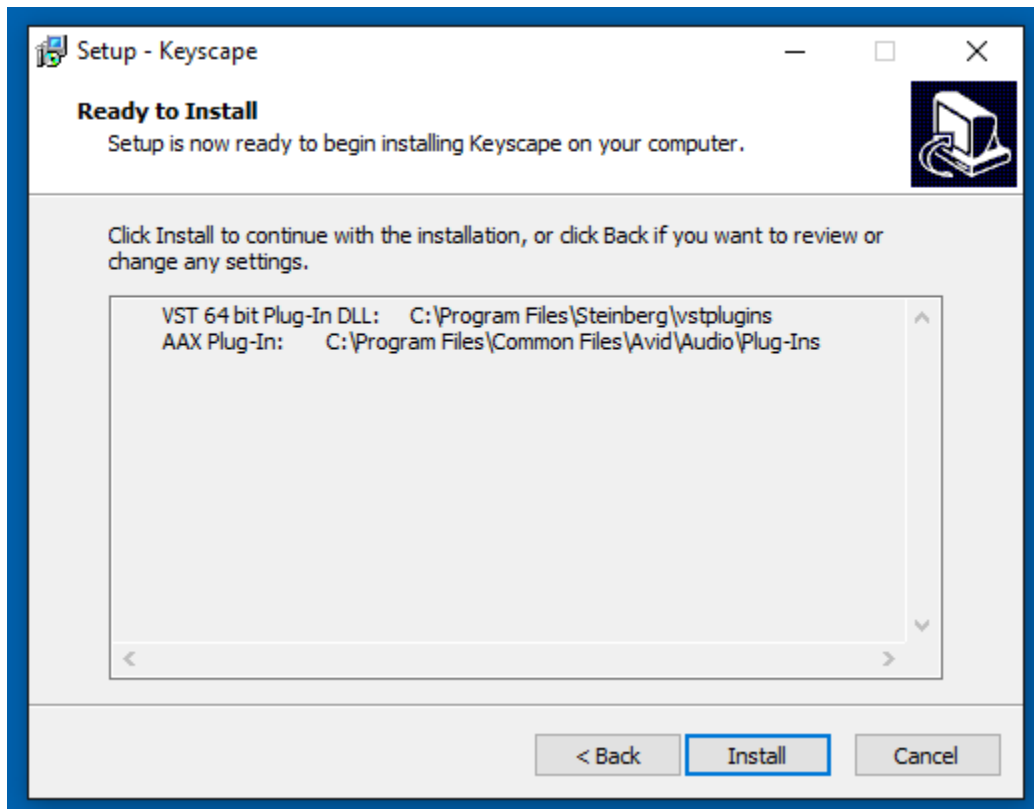 Setup - Keyscape
Ready to Install
Setup is now ready to begin installing Keyscape on your computer.
Click Install to continue with the installation, or click Back if you want to review or
change any settings.
VST 64 bit Plug-In DLL: C:\Program Files\Steinberg\vstplugins
AAX Plug-In: C:\Program Files\Common Files\Avid\Audio\Plug-Ins
< Back Install Cancel